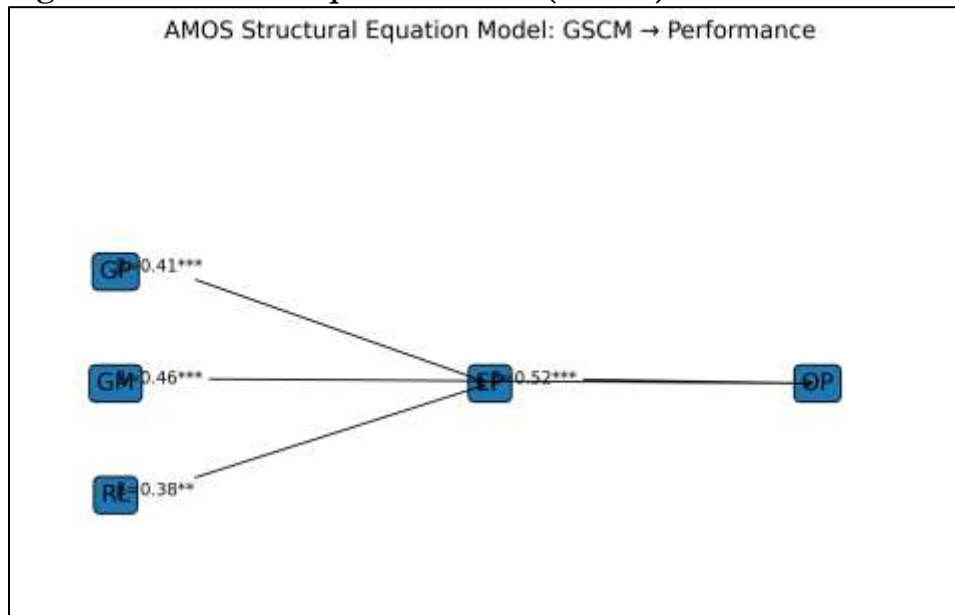 AMOS Structural Equation Model: GSCM → Performance
GP =0.41***
GM =0.46*** EP =0.52*** OP
RL =0.38**